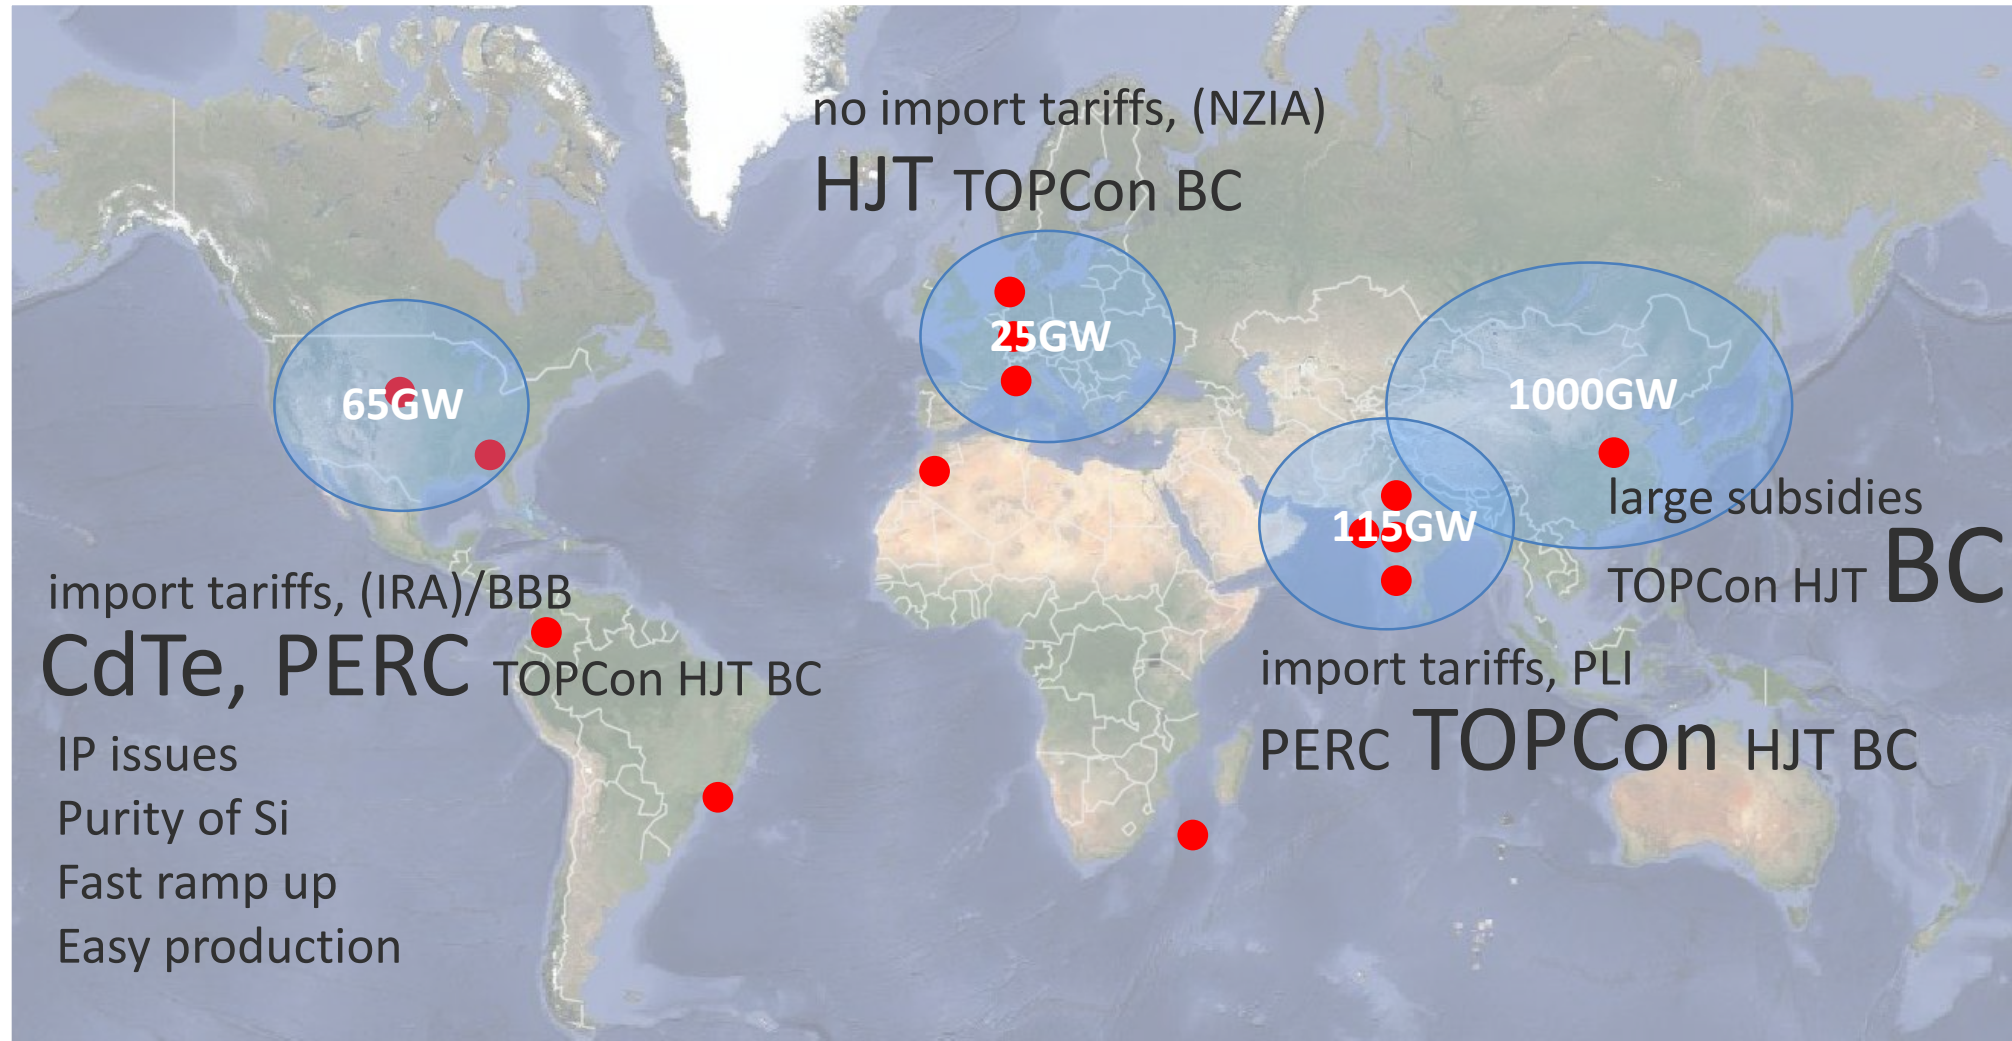 no import tariffs, (NZIA)
HJT TOPCon BC
25GW
65GW
1000GW
115GW
large subsidies
TOPCon HJT BC
import tariffs, (IRA)/BBB
CdTe, PERC TOPCon HJT BC
import tariffs, PLI
PERC TOPCon HJT BC
IP issues
Purity of Si
Fast ramp up
Easy production